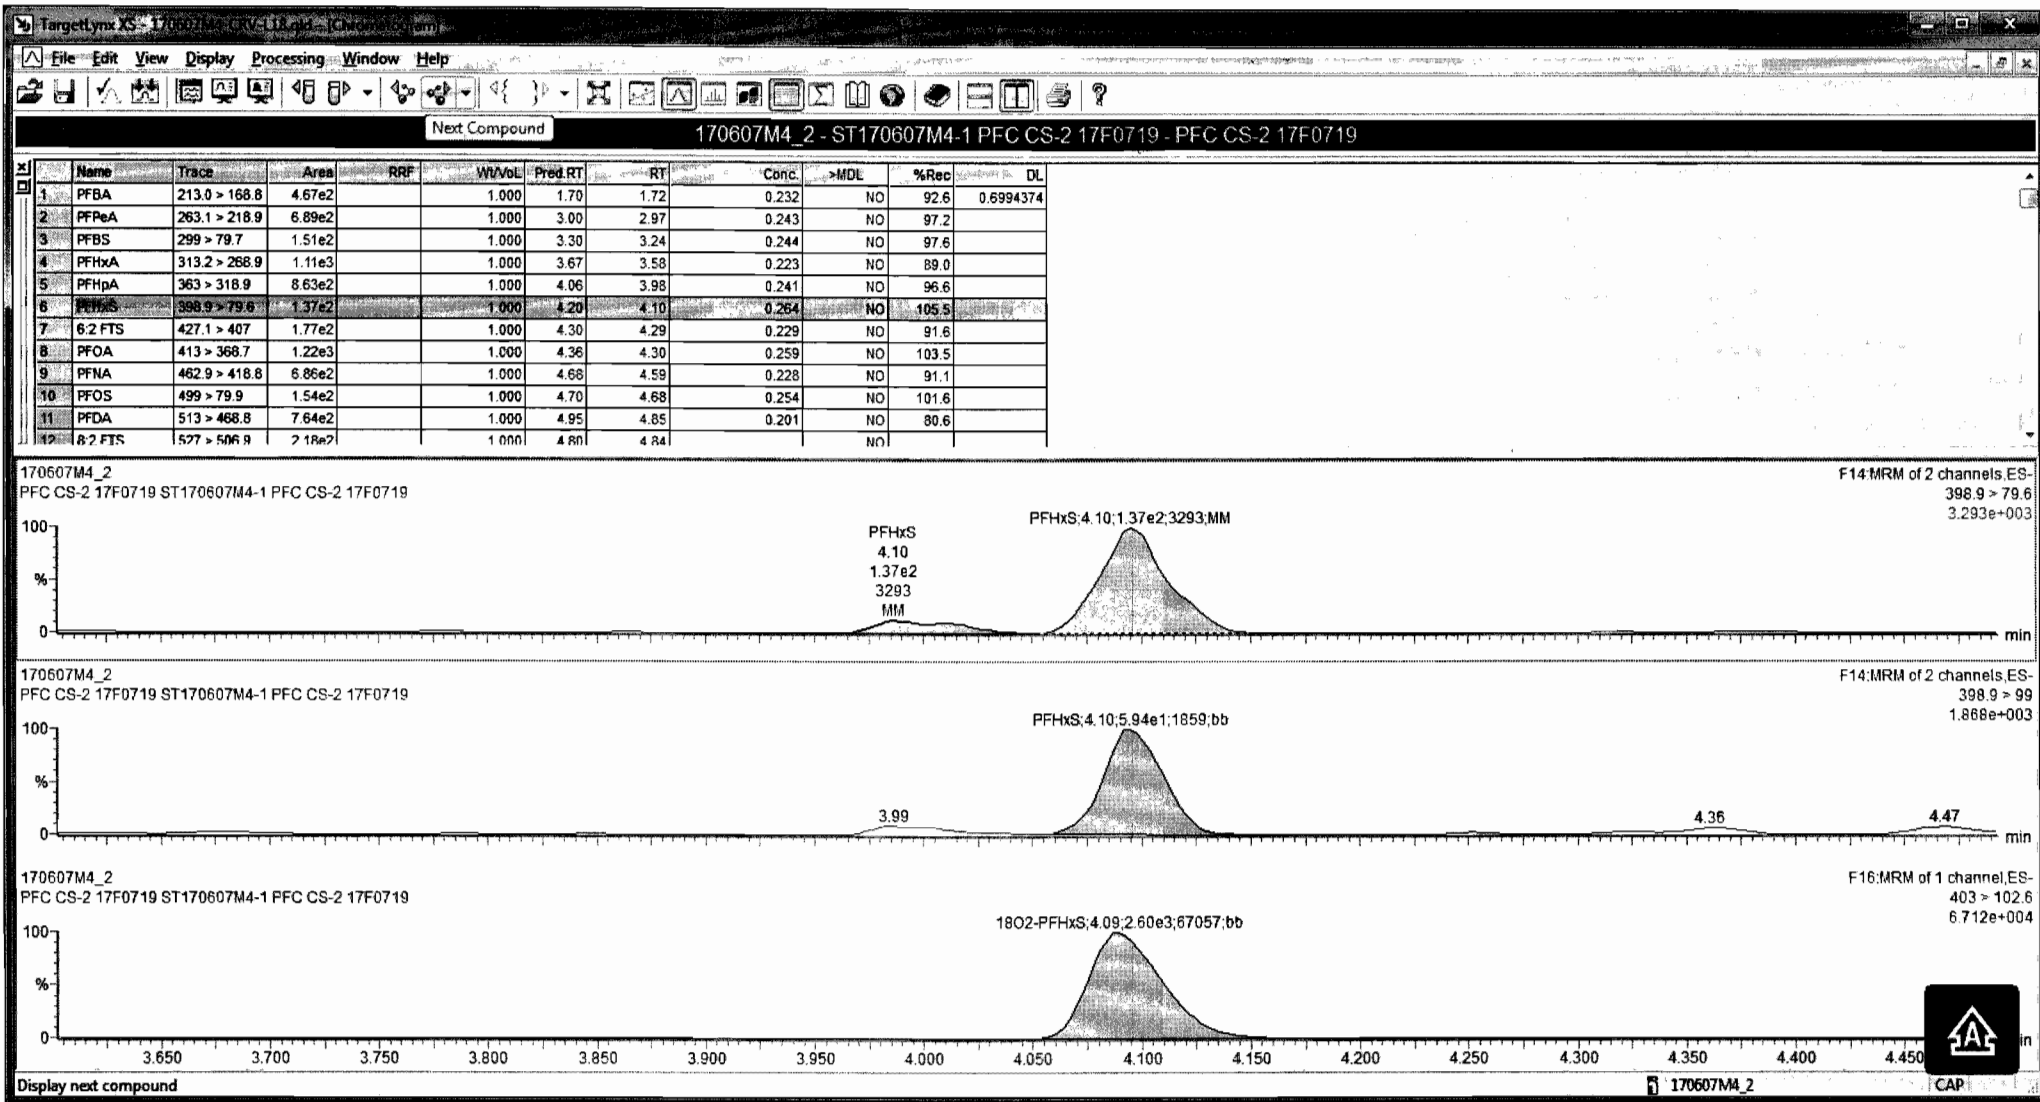 TargetLynx XS - 170607M4
File Edit View Display Processing Window Help
Next Compound
170607M4_2 - ST170607M4-1 PFC CS-2 17F0719 - PFC CS-2 17F0719
Name Trace Area RRF Wt/Vol Pred.RT RT Conc. >MDL %Rec DL
1 PFBA 213.0 > 168.8 4.67e2 1.000 1.70 1.72 0.232 NO 92.6 0.6994374
2 PFPeA 263.1 > 218.9 6.89e2 1.000 3.00 2.97 0.243 NO 97.2
3 PFBS 299 > 79.7 1.51e2 1.000 3.30 3.24 0.244 NO 97.6
4 PFHxA 313.2 > 268.9 1.11e3 1.000 3.67 3.58 0.223 NO 89.0
5 PFHpA 363 > 318.9 8.63e2 1.000 4.06 3.98 0.241 NO 96.6
6 PFHxS 398.9 > 79.6 1.37e2 1.000 4.20 4.10 0.264 NO 105.5
7 6:2 FTS 427.1 > 407 1.77e2 1.000 4.30 4.29 0.229 NO 91.6
8 PFOA 413 > 368.7 1.22e3 1.000 4.36 4.30 0.259 NO 103.5
9 PFNA 462.9 > 418.8 6.86e2 1.000 4.68 4.59 0.228 NO 91.1
10 PFOS 499 > 79.9 1.54e2 1.000 4.70 4.68 0.254 NO 101.6
11 PFDA 513 > 468.8 7.64e2 1.000 4.95 4.85 0.201 NO 80.6
12 8:2 FTS 527 > 506.9 2.18e2 1.000 4.80 4.84 NO
170607M4_2 F14:MRM of 2 channels,ES-
PFC CS-2 17F0719 ST170607M4-1 PFC CS-2 17F0719 398.9 > 79.6
3.293e+003
PFHxS;4.10;1.37e2;3293;MM
100
PFHxS
4.10
1.37e2
3293
MM
%
0
min
170607M4_2 F14:MRM of 2 channels,ES-
PFC CS-2 17F0719 ST170607M4-1 PFC CS-2 17F0719 398.9 > 99
1.868e+003
PFHxS;4.10;5.94e1;1859;bb
100
%
3.99 4.36 4.47
0
min
170607M4_2 F16:MRM of 1 channel,ES-
PFC CS-2 17F0719 ST170607M4-1 PFC CS-2 17F0719 403 > 102.6
6.712e+004
18O2-PFHxS;4.09;2.60e3;67057;bb
100
%
0
3.650 3.700 3.750 3.800 3.850 3.900 3.950 4.000 4.050 4.100 4.150 4.200 4.250 4.300 4.350 4.400 4.450
A
Display next compound 170607M4_2 CAP